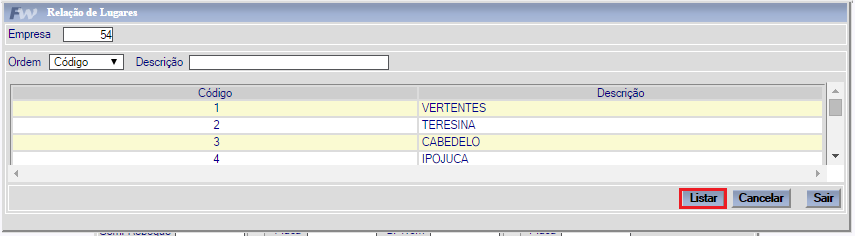 FW Relação de Lugares
Empresa 54
Ordem Código Descrição
Código Descrição
1 VERTENTES
2 TERESINA
3 CABEDELO
4 IPOJUCA
Listar Cancelar Sair